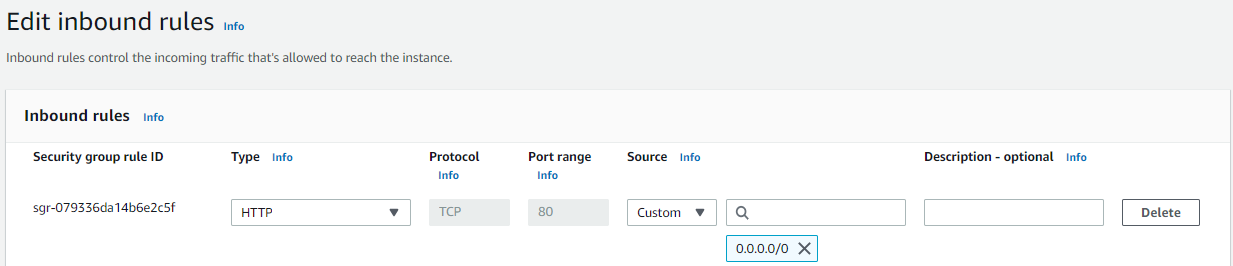 Edit inbound rules Info
Inbound rules control the incoming traffic that's allowed to reach the instance.
Inbound rules Info
Security group rule ID Type Info Protocol Info Port range Info Source Info Description - optional Info
sgr-079336da14b6e2c5f HTTP TCP 80 Custom Delete
0.0.0.0/0